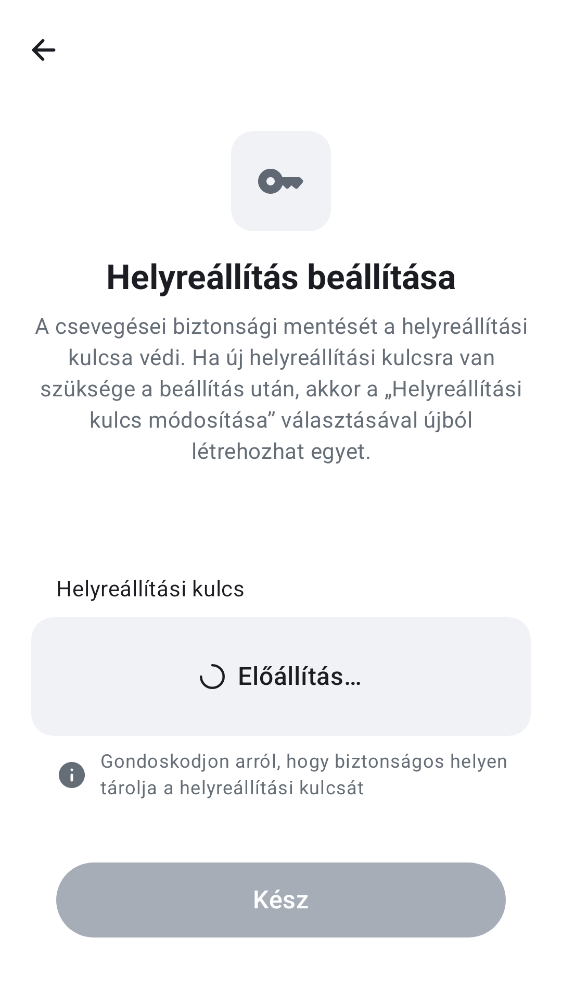 Helyreállítás beállítása
A csevegései biztonsági mentését a helyreállítási
kulcsa védi. Ha új helyreállítási kulcsra van
szüksége a beállítás után, akkor a „Helyreállítási
kulcs módosítása” választásával újból
létrehozhat egyet.
Helyreállítási kulcs
Előállítás…
Gondoskodjon arról, hogy biztonságos helyen
tárolja a helyreállítási kulcsát
Kész